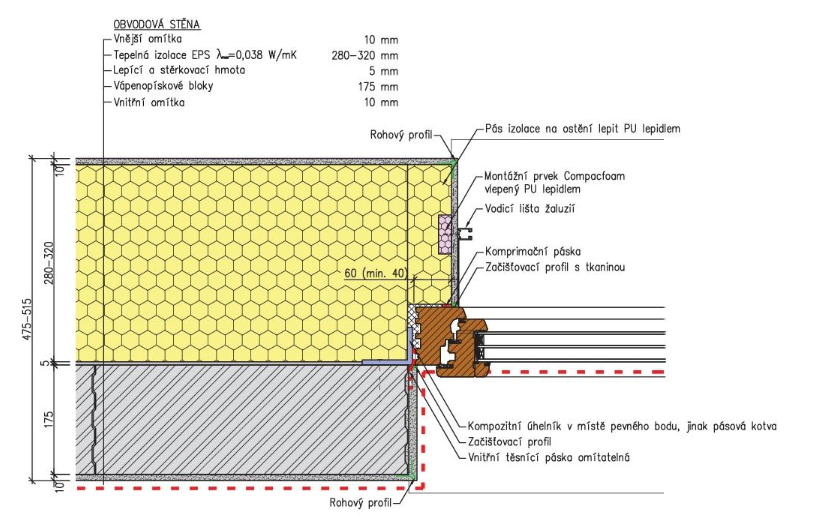 OBVODOVÁ STĚNA
Vnější omítka 10 mm
Tepelná izolace EPS 280-320 mm
λ =0,038 W/mK
Lepící a stěrkovací hmota 5 mm
Vápenopískové bloky 175 mm
Vnitřní omítka 10 mm
Rohový profil
Pás izolace na ostění lepit PU lepidlem
Montážní prvek Compacfoam
vlepený PU lepidlem
Vodicí lišta žaluzií
Komprimační páska
Začišťovací profil s tkaninou
60 (min. 40)
10
280-320
475-515
5
175
10
Kompozitní úhelník v místě pevného bodu, jinak pásová kotva
Začišťovací profil
Vnitřní těsnící páska omítatelná
Rohový profil